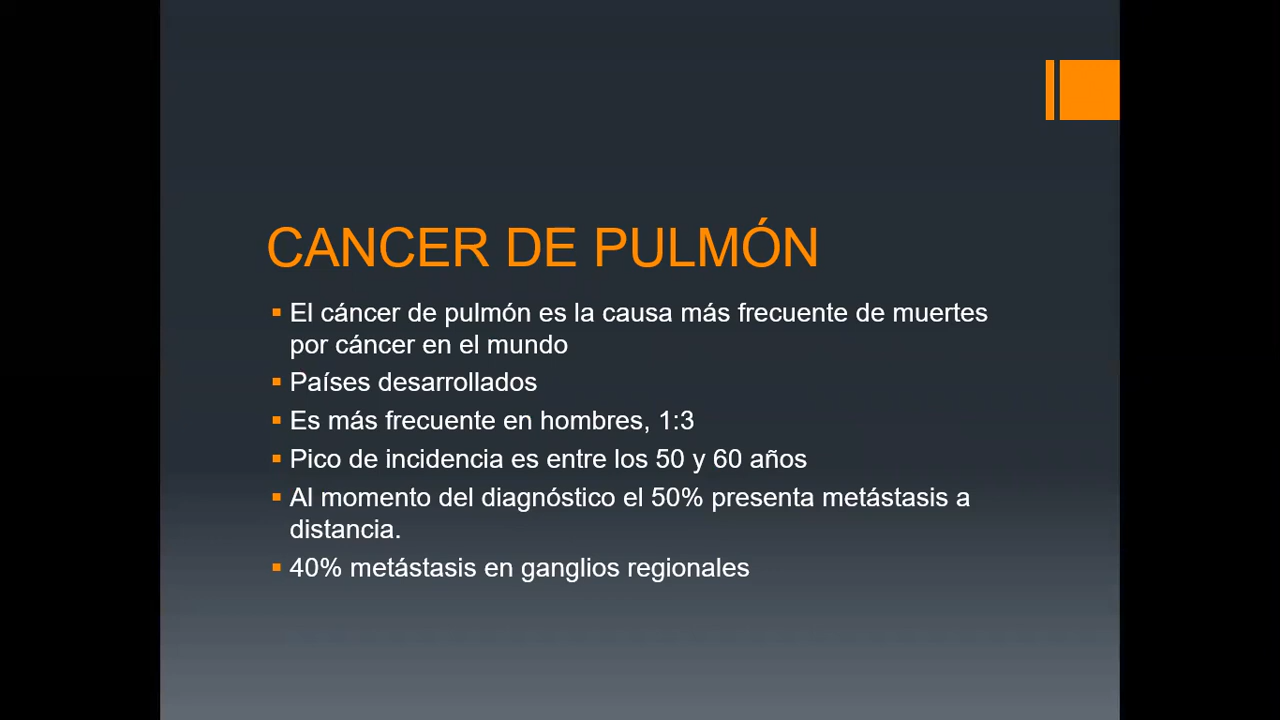 CANCER DE PULMÓN
▪ El cáncer de pulmón es la causa más frecuente de muertes
por cáncer en el mundo
▪ Países desarrollados
▪ Es más frecuente en hombres, 1:3
▪ Pico de incidencia es entre los 50 y 60 años
▪ Al momento del diagnóstico el 50% presenta metástasis a
distancia.
▪ 40% metástasis en ganglios regionales